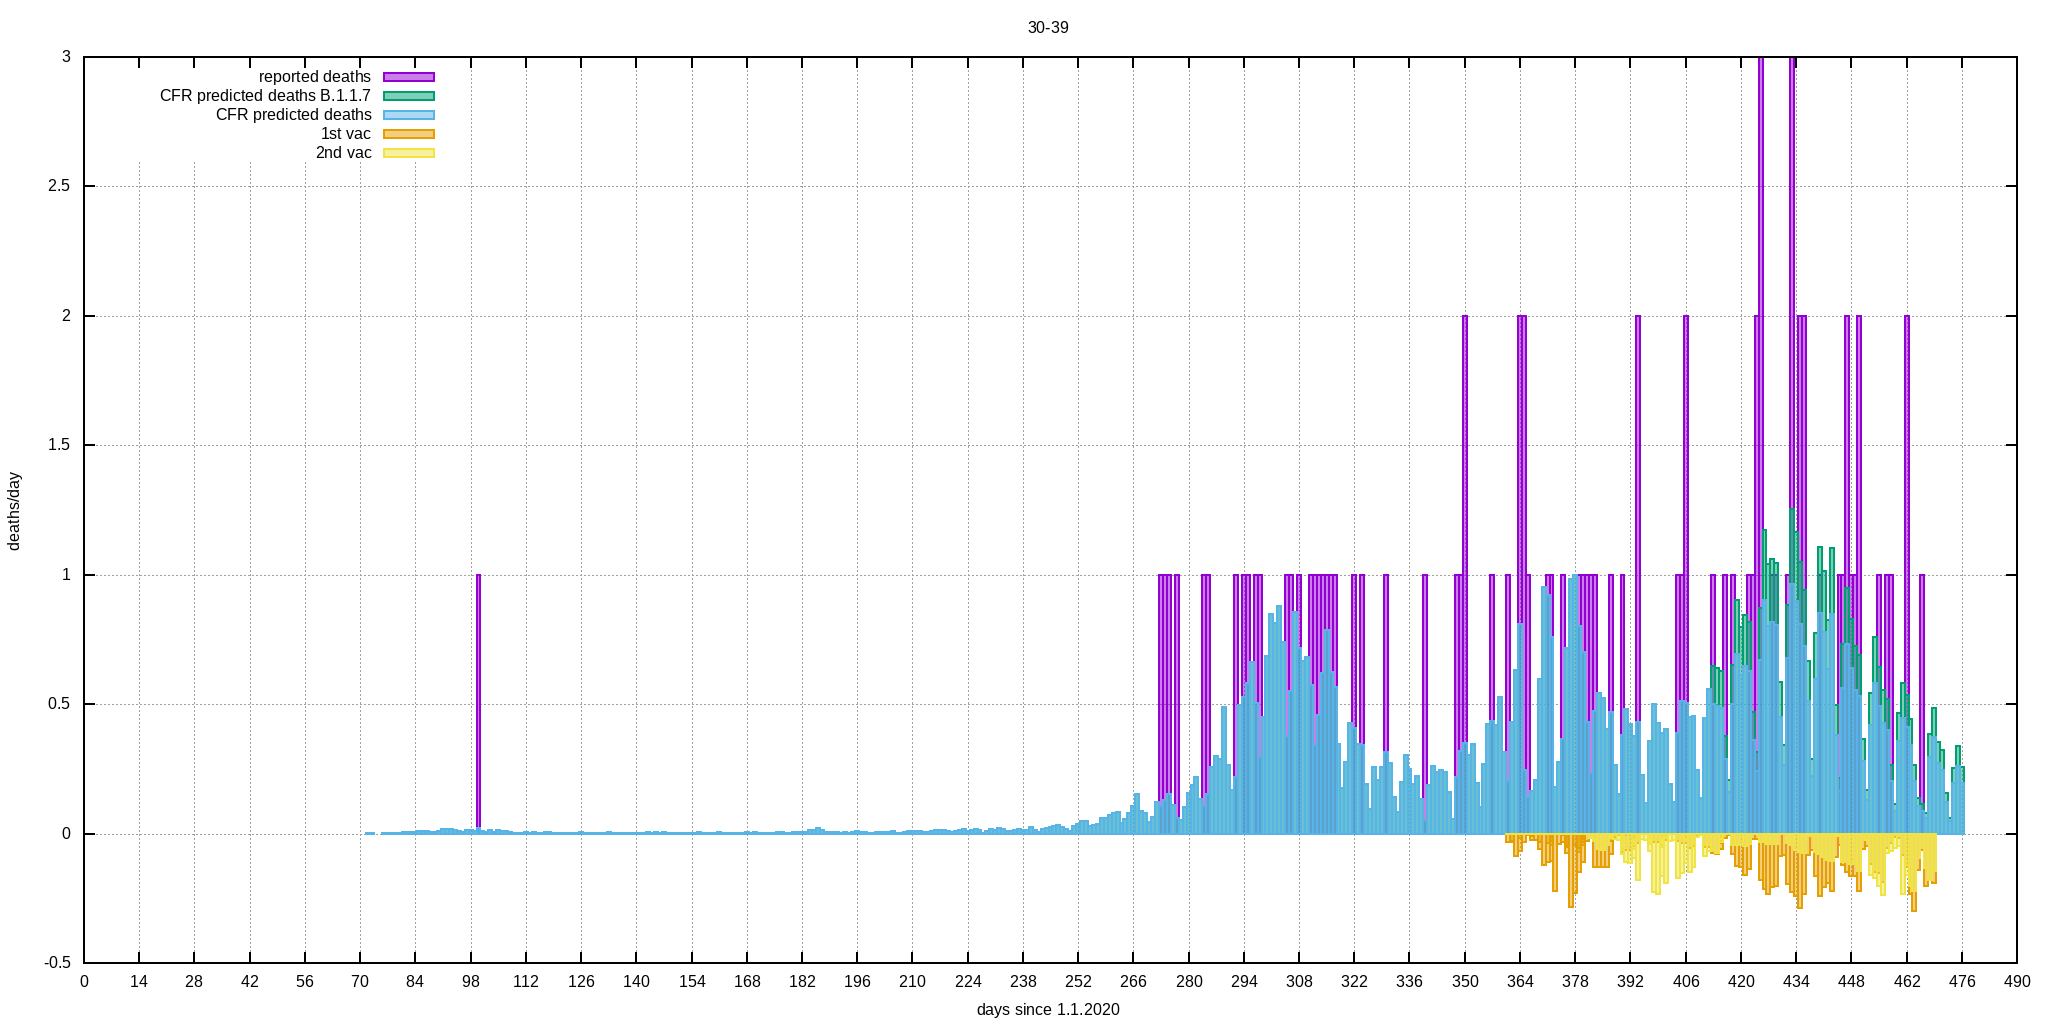 30-39
reported deaths
CFR predicted deaths B.1.1.7
CFR predicted deaths
1st vac
2nd vac
3
2.5
2
1.5
1
0.5
0
-0.5
deaths/day
0 14 28 42 56 70 84 98 112 126 140 154 168 182 196 210 224 238 252 266 280 294 308 322 336 350 364 378 392 406 420 434 448 462 476 490
days since 1.1.2020